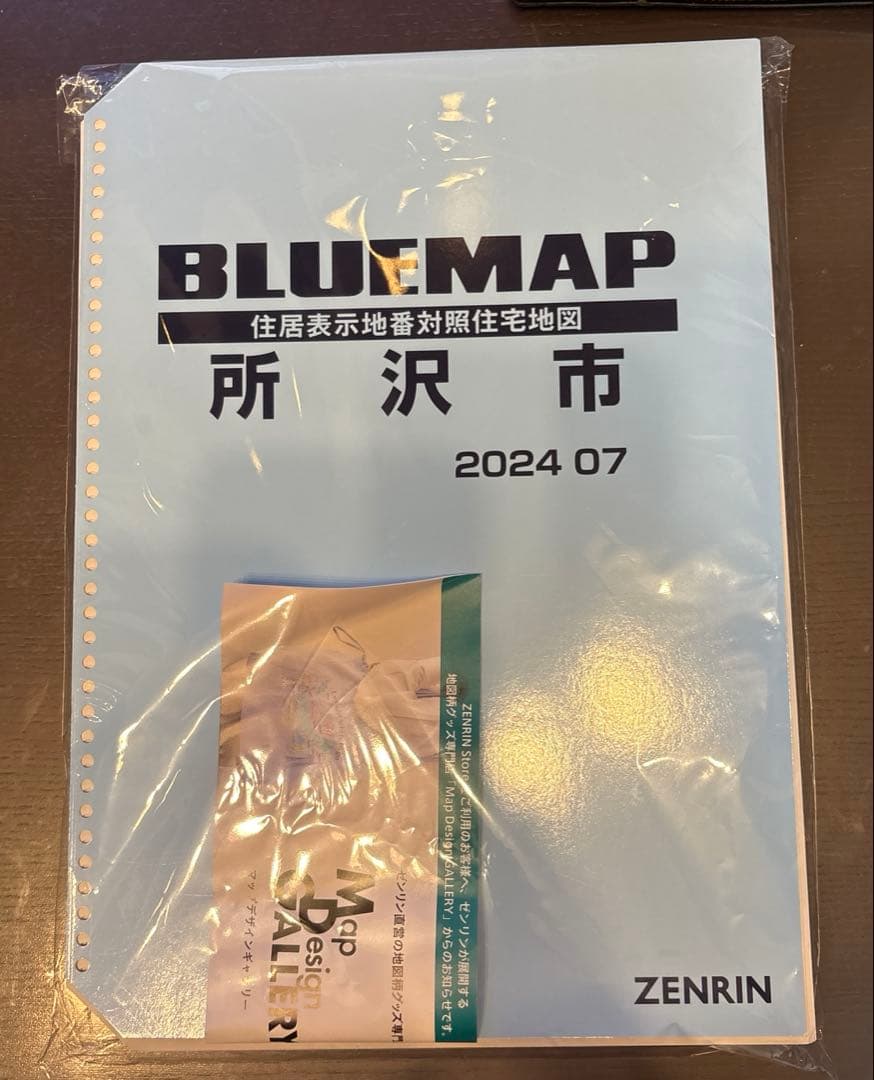 BLUEMAP
住居表示地番対照住宅地図
所沢市
2024 07
ZENRIN Storeをご利用のお客様へ、ゼンリンが展開する
地図柄グッズ専門店「Map Design GALLERY」からのお知らせです。
ゼンリン直営の地図柄グッズ専門
Map
Design
GALLERY
マップデザインギャラリー
ZENRIN